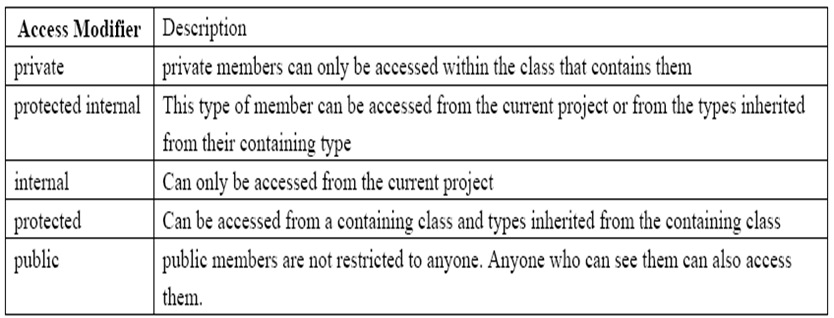 Access Modifier Description
private private members can only be accessed within the class that contains them
protected internal This type of member can be accessed from the current project or from the types inherited
from their containing type
internal Can only be accessed from the current project
protected Can be accessed from a containing class and types inherited from the containing class
public public members are not restricted to anyone. Anyone who can see them can also access
them.